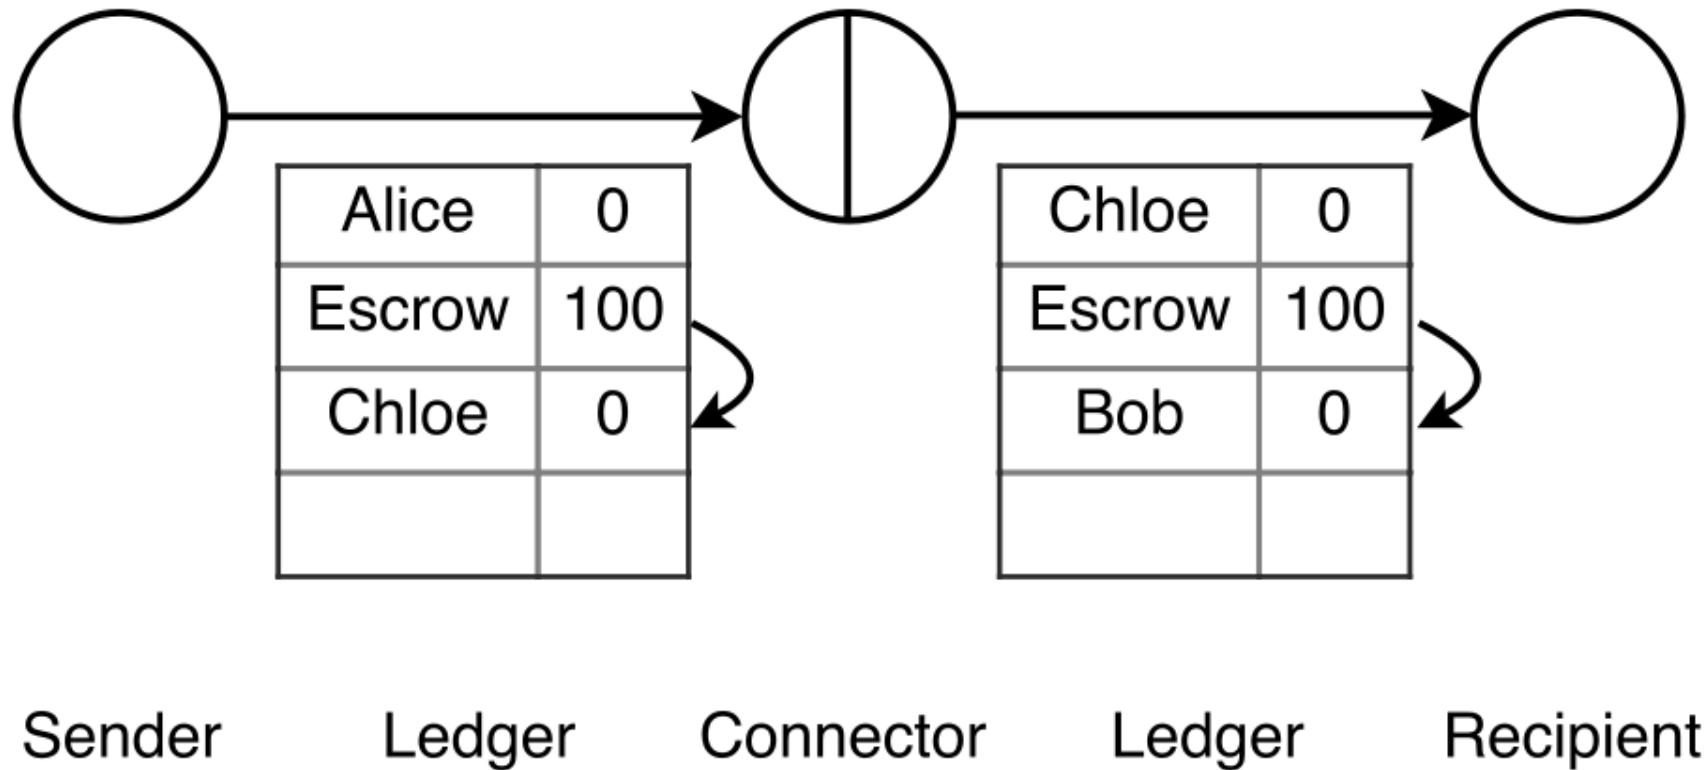 Alice 0
Escrow 100
Chloe 0
Chloe 0
Escrow 100
Bob 0
Sender Ledger Connector Ledger Recipient